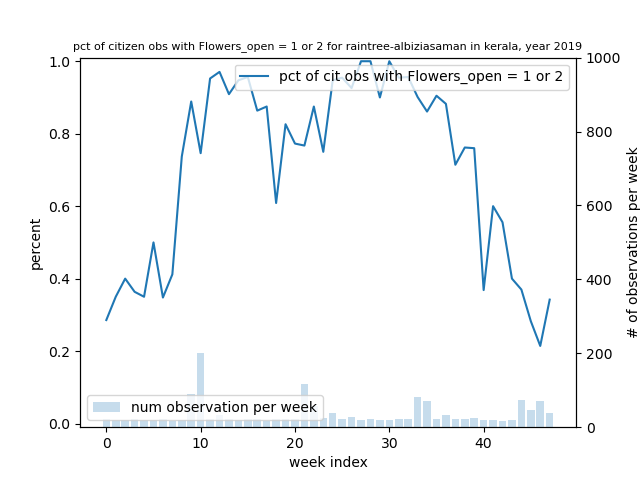 pct of citizen obs with Flowers_open = 1 or 2 for raintree-albiziasaman in kerala, year 2019
pct of cit obs with Flowers_open = 1 or 2
1.0
0.8
0.6
0.4
0.2
0.0
percent
1000
800
600
400
200
0
# of observations per week
num observation per week
0 10 20 30 40
week index